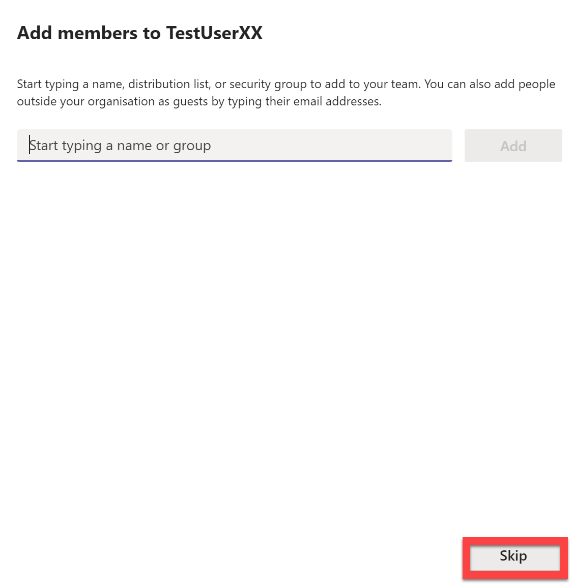 Add members to TestUserXX
Start typing a name, distribution list, or security group to add to your team. You can also add people
outside your organisation as guests by typing their email addresses.
Start typing a name or group
Add
Skip